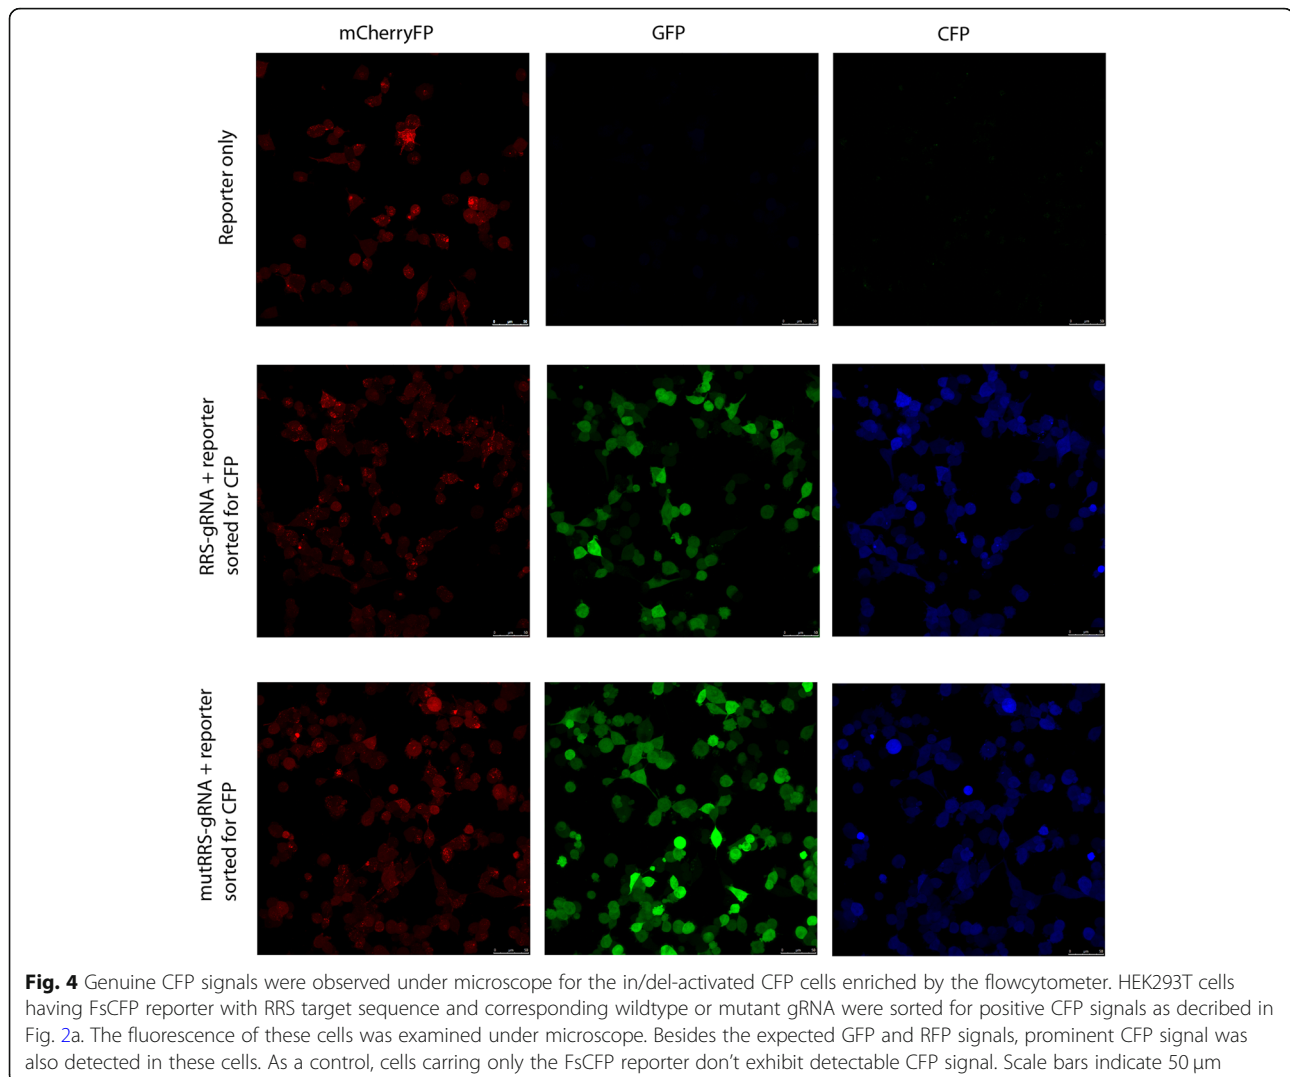 mCherryFP GFP CFP
Reporter only
RRS-gRNA + reporter
sorted for CFP
mutRRS-gRNA + reporter
sorted for CFP
Fig. 4 Genuine CFP signals were observed under microscope for the in/del-activated CFP cells enriched by the flowcytometer. HEK293T cells
having FsCFP reporter with RRS target sequence and corresponding wildtype or mutant gRNA were sorted for positive CFP signals as decribed in
Fig. 2a. The fluorescence of these cells was examined under microscope. Besides the expected GFP and RFP signals, prominent CFP signal was
also detected in these cells. As a control, cells carring only the FsCFP reporter don't exhibit detectable CFP signal. Scale bars indicate 50 μm